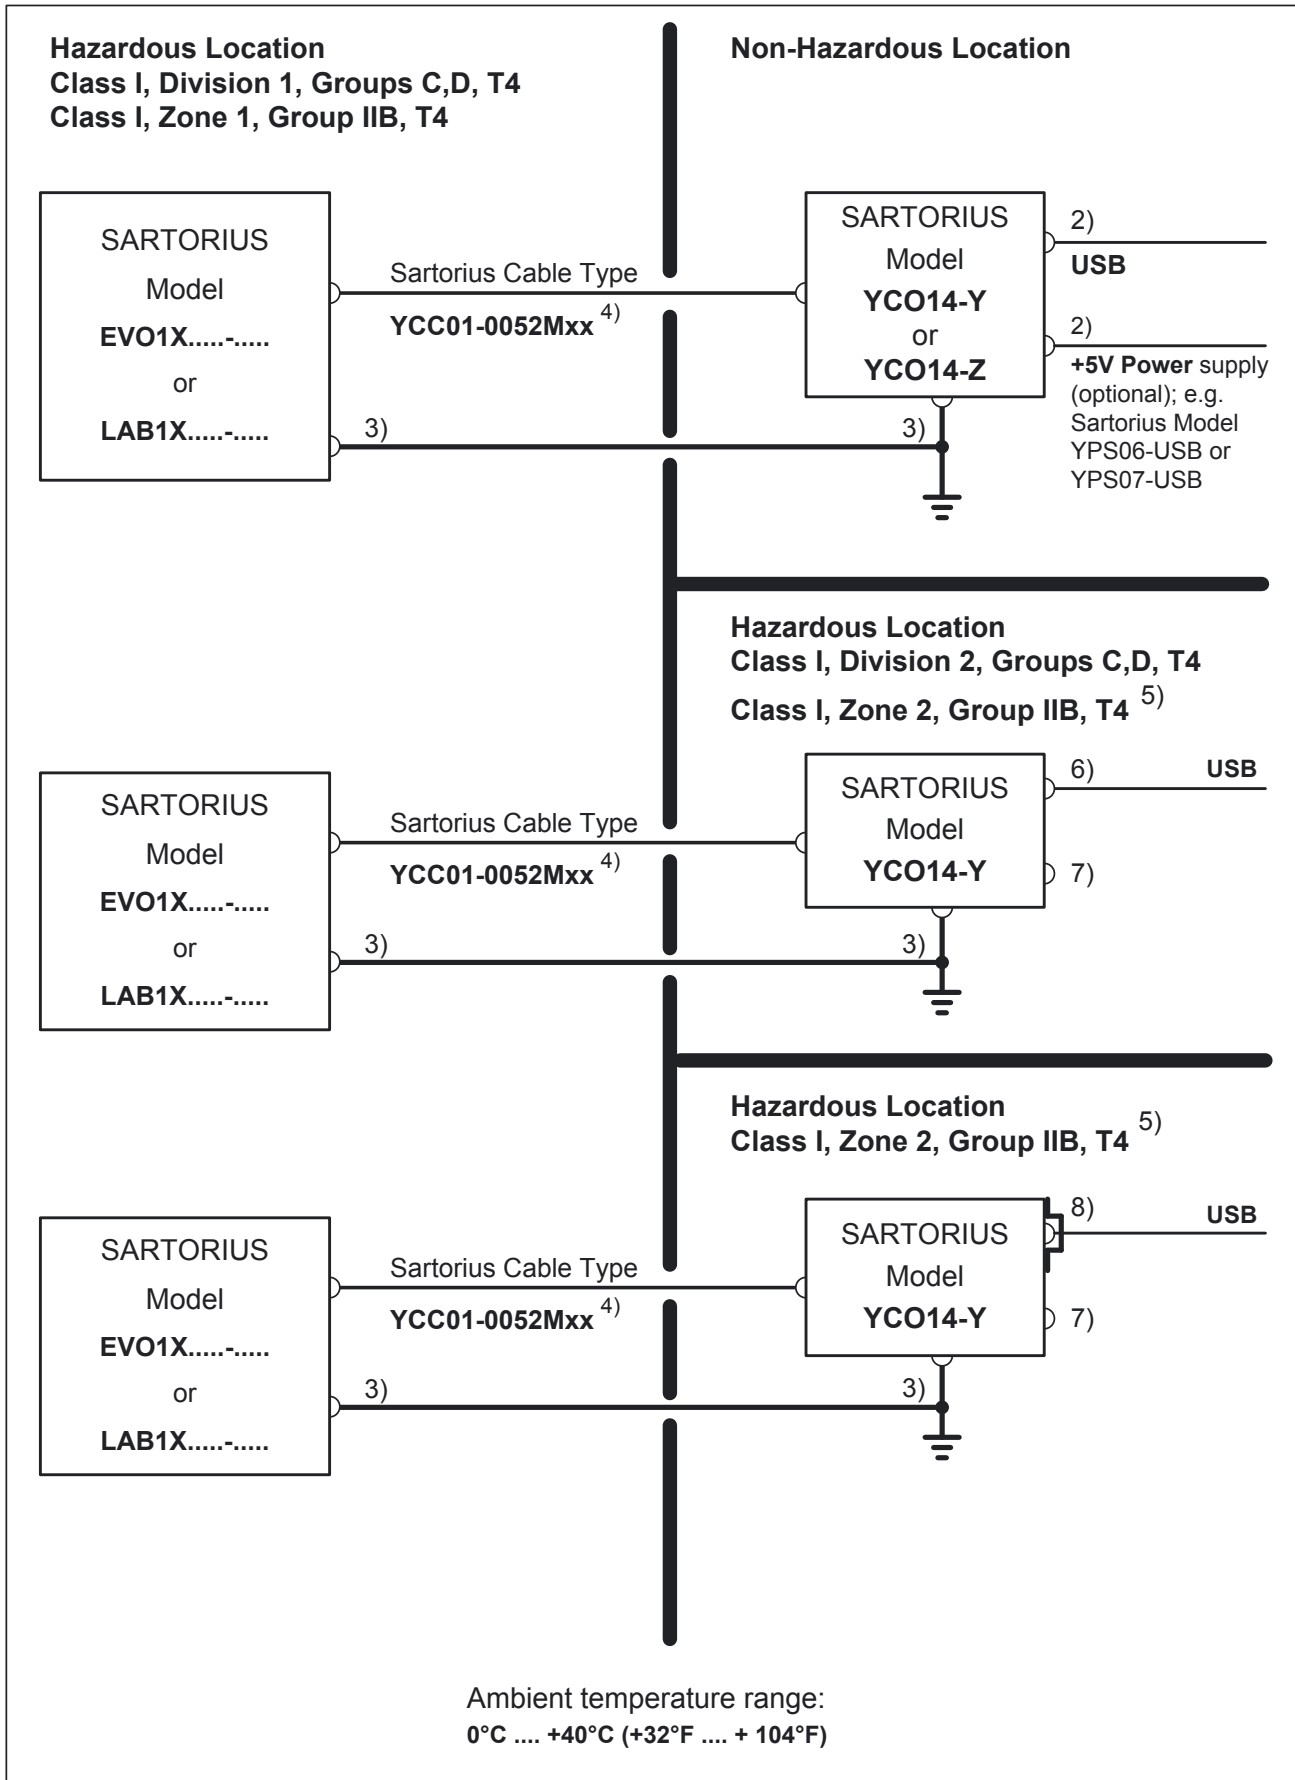 Hazardous Location
Class I, Division 1, Groups C,D, T4
Class I, Zone 1, Group IIB, T4
Non-Hazardous Location
SARTORIUS
Model
EVO1X.....-.....
or
LAB1X.....-.....
Sartorius Cable Type
YCC01-0052Mxx 4)
3)
3)
SARTORIUS
Model
YCO14-Y
or
YCO14-Z
2)
USB
2)
+5V Power supply
(optional); e.g.
Sartorius Model
YPS06-USB or
YPS07-USB
Hazardous Location
Class I, Division 2, Groups C,D, T4
Class I, Zone 2, Group IIB, T4 5)
SARTORIUS
Model
EVO1X.....-.....
or
LAB1X.....-.....
Sartorius Cable Type
YCC01-0052Mxx 4)
3)
3)
SARTORIUS
Model
YCO14-Y
6) USB
7)
Hazardous Location
Class I, Zone 2, Group IIB, T4 5)
SARTORIUS
Model
EVO1X.....-.....
or
LAB1X.....-.....
Sartorius Cable Type
YCC01-0052Mxx 4)
3)
3)
SARTORIUS
Model
YCO14-Y
8) USB
7)
Ambient temperature range:
0°C .... +40°C (+32°F .... + 104°F)